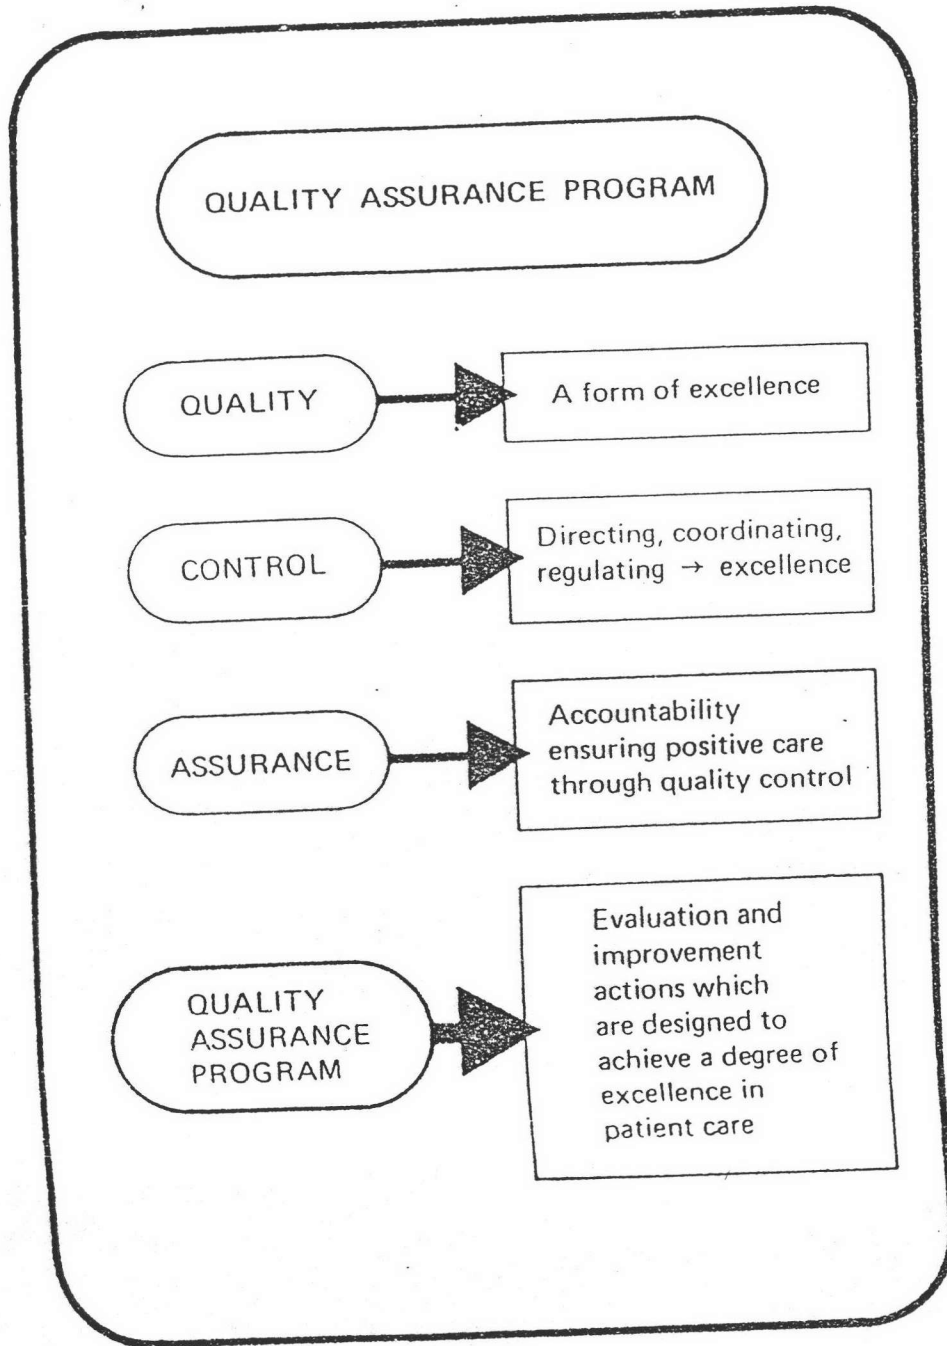 QUALITY ASSURANCE PROGRAM
QUALITY
A form of excellence
CONTROL
Directing, coordinating,
regulating → excellence
ASSURANCE
Accountability
ensuring positive care
through quality control
QUALITY
ASSURANCE
PROGRAM
Evaluation and
improvement
actions which
are designed to
achieve a degree of
excellence in
patient care